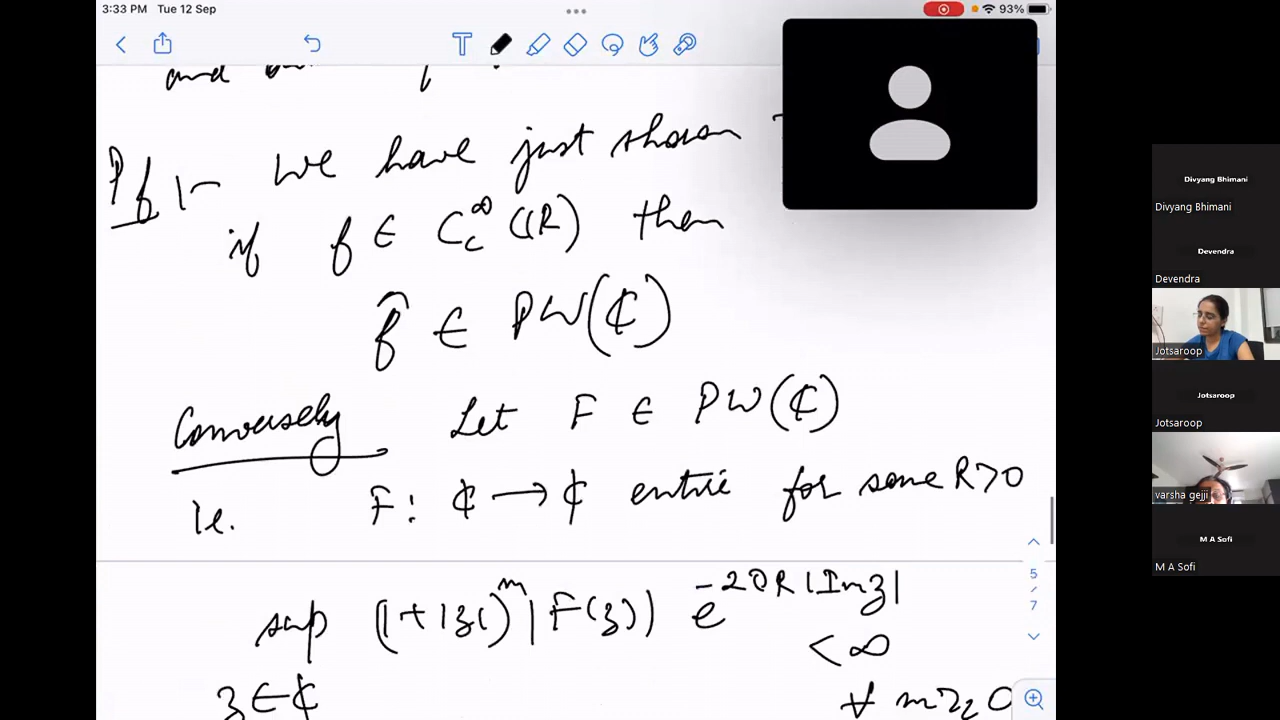 3:33 PM Tue 12 Sep
93%
T
and
Pf:- We have just shown
if f ∈ C_c^∞(ℝ) then
f̂ ∈ PW(ℂ)
Conversely Let F ∈ PW(ℂ)
ie. F: ℂ → ℂ entire for some R>0
sup (1+|z|)^m |F(z)| e^{-2πR|Im z|}
< ∞
z ∈ ℂ ∀ m ≥ 0
5
/
7
Divyang Bhimani
Divyang Bhimani
Devendra
Devendra
Jotsaroop
Jotsaroop
Jotsaroop
varsha gejji
M A Sofi
M A Sofi